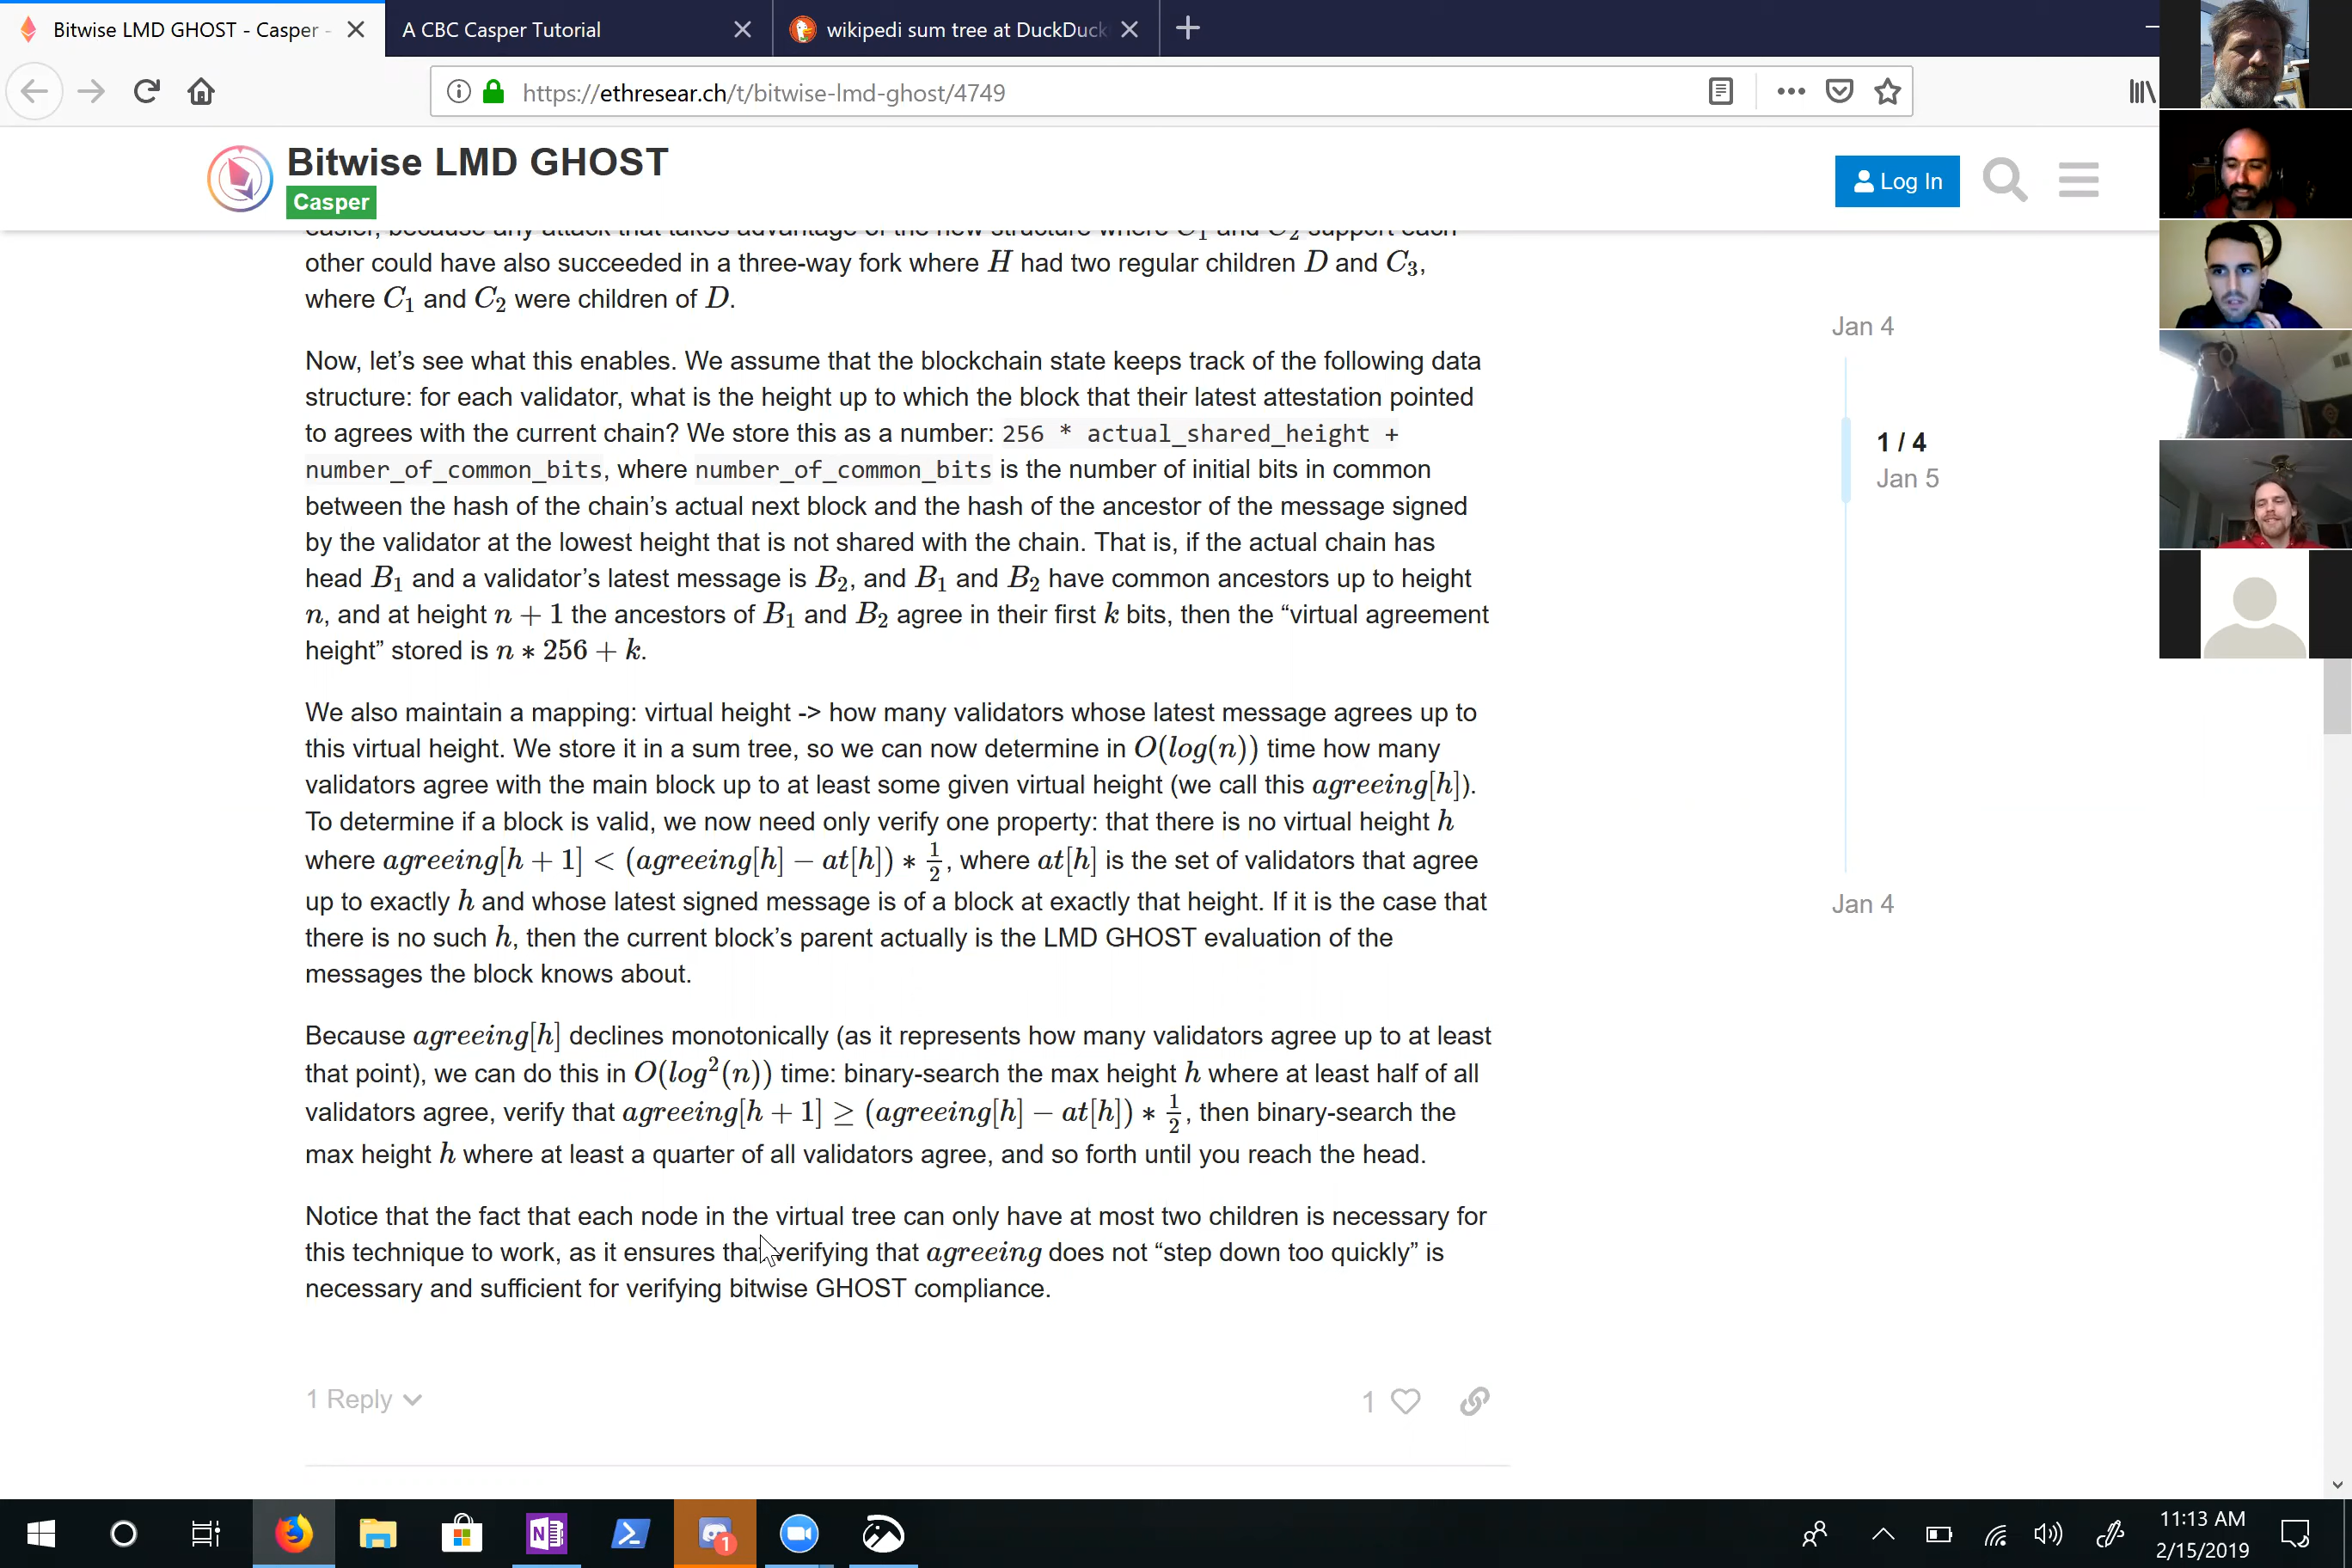 Bitwise LMD GHOST - Casper -
A CBC Casper Tutorial
wikipedi sum tree at DuckDuck
https://ethresear.ch/t/bitwise-lmd-ghost/4749
Bitwise LMD GHOST
Casper
Log In
easier, because any attack that takes advantage of the new structure where C₁ and C₂ support each
other could have also succeeded in a three-way fork where H had two regular children D and C₃,
where C₁ and C₂ were children of D.
Now, let’s see what this enables. We assume that the blockchain state keeps track of the following data
structure: for each validator, what is the height up to which the block that their latest attestation pointed
to agrees with the current chain? We store this as a number: 256 * actual_shared_height +
number_of_common_bits, where number_of_common_bits is the number of initial bits in common
between the hash of the chain’s actual next block and the hash of the ancestor of the message signed
by the validator at the lowest height that is not shared with the chain. That is, if the actual chain has
head B₁ and a validator’s latest message is B₂, and B₁ and B₂ have common ancestors up to height
n, and at height n + 1 the ancestors of B₁ and B₂ agree in their first k bits, then the “virtual agreement
height” stored is n ∗ 256 + k.
We also maintain a mapping: virtual height -> how many validators whose latest message agrees up to
this virtual height. We store it in a sum tree, so we can now determine in O(log(n)) time how many
validators agree with the main block up to at least some given virtual height (we call this agreeing[h]).
To determine if a block is valid, we now need only verify one property: that there is no virtual height h
where agreeing[h + 1] < (agreeing[h] − at[h]) ∗ 1/2, where at[h] is the set of validators that agree
up to exactly h and whose latest signed message is of a block at exactly that height. If it is the case that
there is no such h, then the current block’s parent actually is the LMD GHOST evaluation of the
messages the block knows about.
Because agreeing[h] declines monotonically (as it represents how many validators agree up to at least
that point), we can do this in O(log²(n)) time: binary-search the max height h where at least half of all
validators agree, verify that agreeing[h + 1] ≥ (agreeing[h] − at[h]) ∗ 1/2, then binary-search the
max height h where at least a quarter of all validators agree, and so forth until you reach the head.
Notice that the fact that each node in the virtual tree can only have at most two children is necessary for
this technique to work, as it ensures that verifying that agreeing does not “step down too quickly” is
necessary and sufficient for verifying bitwise GHOST compliance.
1 Reply
1
Jan 4
1 / 4
Jan 5
Jan 4
N
1
11:13 AM
2/15/2019